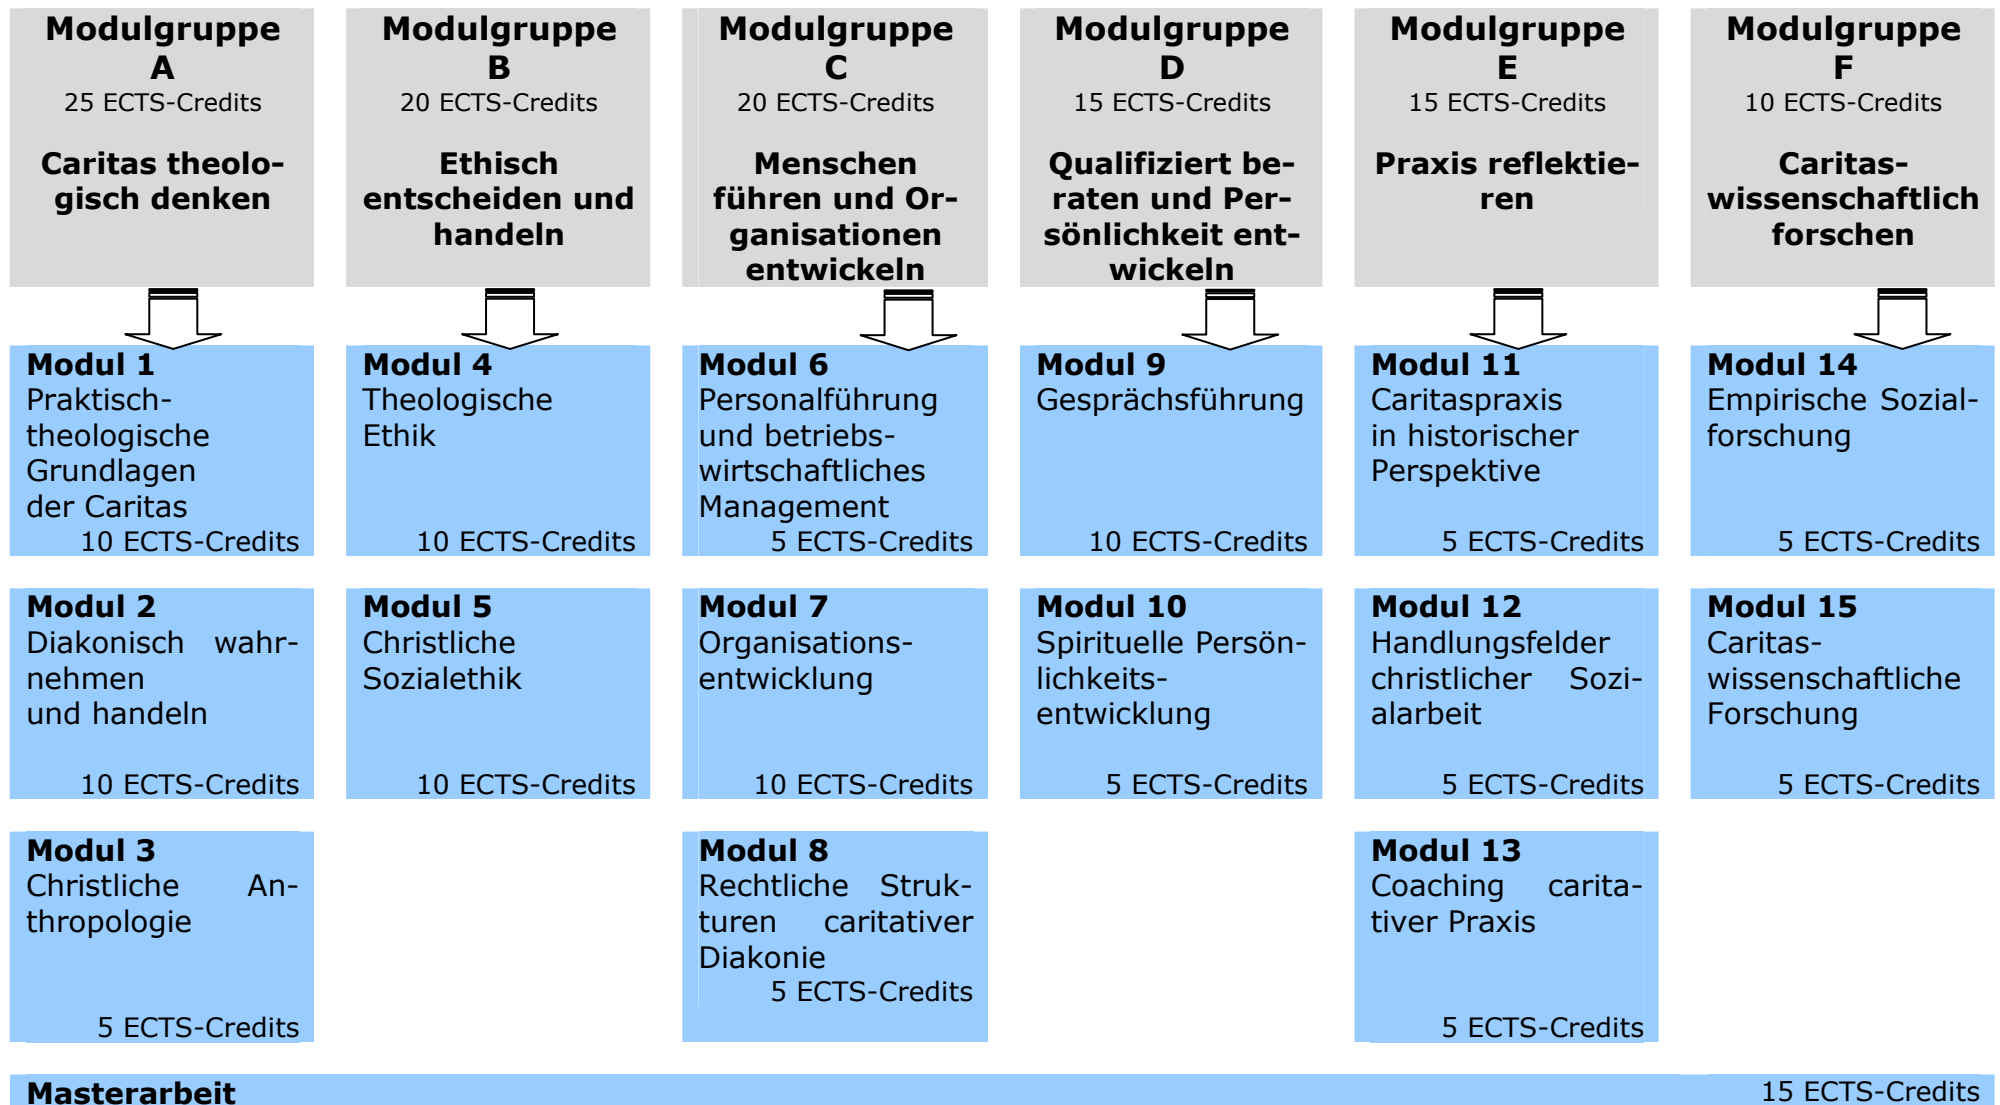 Modulgruppe
A
25 ECTS-Credits
Caritas theolo-
gisch denken
Modulgruppe
B
20 ECTS-Credits
Ethisch
entscheiden und
handeln
Modulgruppe
C
20 ECTS-Credits
Menschen
führen und Or-
ganisationen
entwickeln
Modulgruppe
D
15 ECTS-Credits
Qualifiziert be-
raten und Per-
sönlichkeit ent-
wickeln
Modulgruppe
E
15 ECTS-Credits
Praxis reflektie-
ren
Modulgruppe
F
10 ECTS-Credits
Caritas-
wissenschaftlich
forschen
Modul 1
Praktisch-
theologische
Grundlagen
der Caritas
10 ECTS-Credits
Modul 4
Theologische
Ethik
10 ECTS-Credits
Modul 6
Personalführung
und betriebs-
wirtschaftliches
Management
5 ECTS-Credits
Modul 9
Gesprächsführung
10 ECTS-Credits
Modul 11
Caritaspraxis
in historischer
Perspektive
5 ECTS-Credits
Modul 14
Empirische Sozial-
forschung
5 ECTS-Credits
Modul 2
Diakonisch wahr-
nehmen
und handeln
10 ECTS-Credits
Modul 5
Christliche
Sozialethik
10 ECTS-Credits
Modul 7
Organisations-
entwicklung
10 ECTS-Credits
Modul 10
Spirituelle Persön-
lichkeits-
entwicklung
5 ECTS-Credits
Modul 12
Handlungsfelder
christlicher Sozi-
alarbeit
5 ECTS-Credits
Modul 15
Caritas-
wissenschaftliche
Forschung
5 ECTS-Credits
Modul 3
Christliche An-
thropologie
5 ECTS-Credits
Modul 8
Rechtliche Struk-
turen caritativer
Diakonie
5 ECTS-Credits
Modul 13
Coaching carita-
tiver Praxis
5 ECTS-Credits
Masterarbeit 15 ECTS-Credits